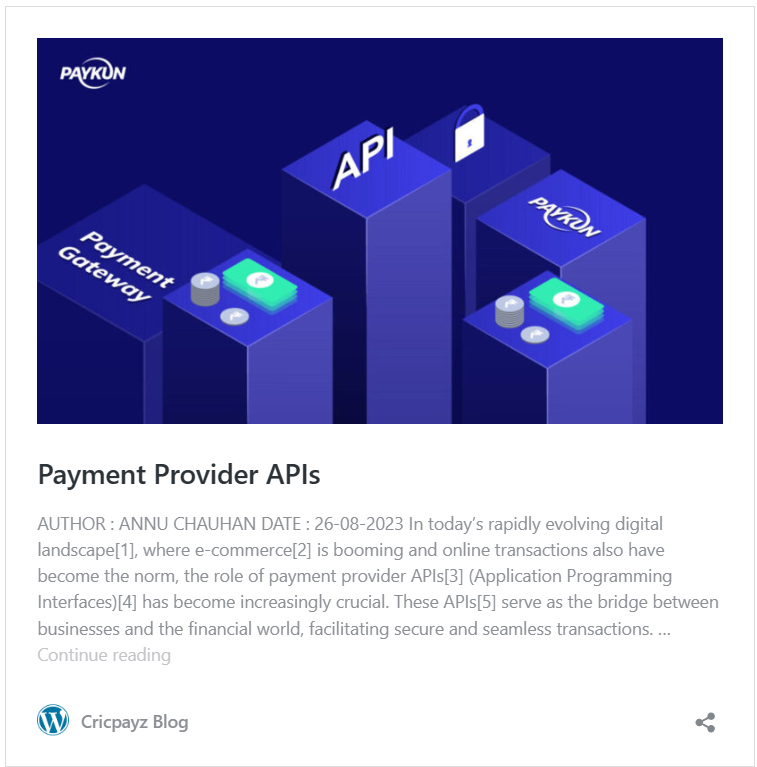 PAYKUN
API
PAYKUN
Payment
Gateway
Payment Provider APIs
AUTHOR : ANNU CHAUHAN DATE : 26-08-2023 In today’s rapidly evolving digital
landscape[1], where e-commerce[2] is booming and online transactions also have
become the norm, the role of payment provider APIs[3] (Application Programming
Interfaces)[4] has become increasingly crucial. These APIs[5] serve as the bridge between
businesses and the financial world, facilitating secure and seamless transactions. …
Continue reading
Cricpayz Blog